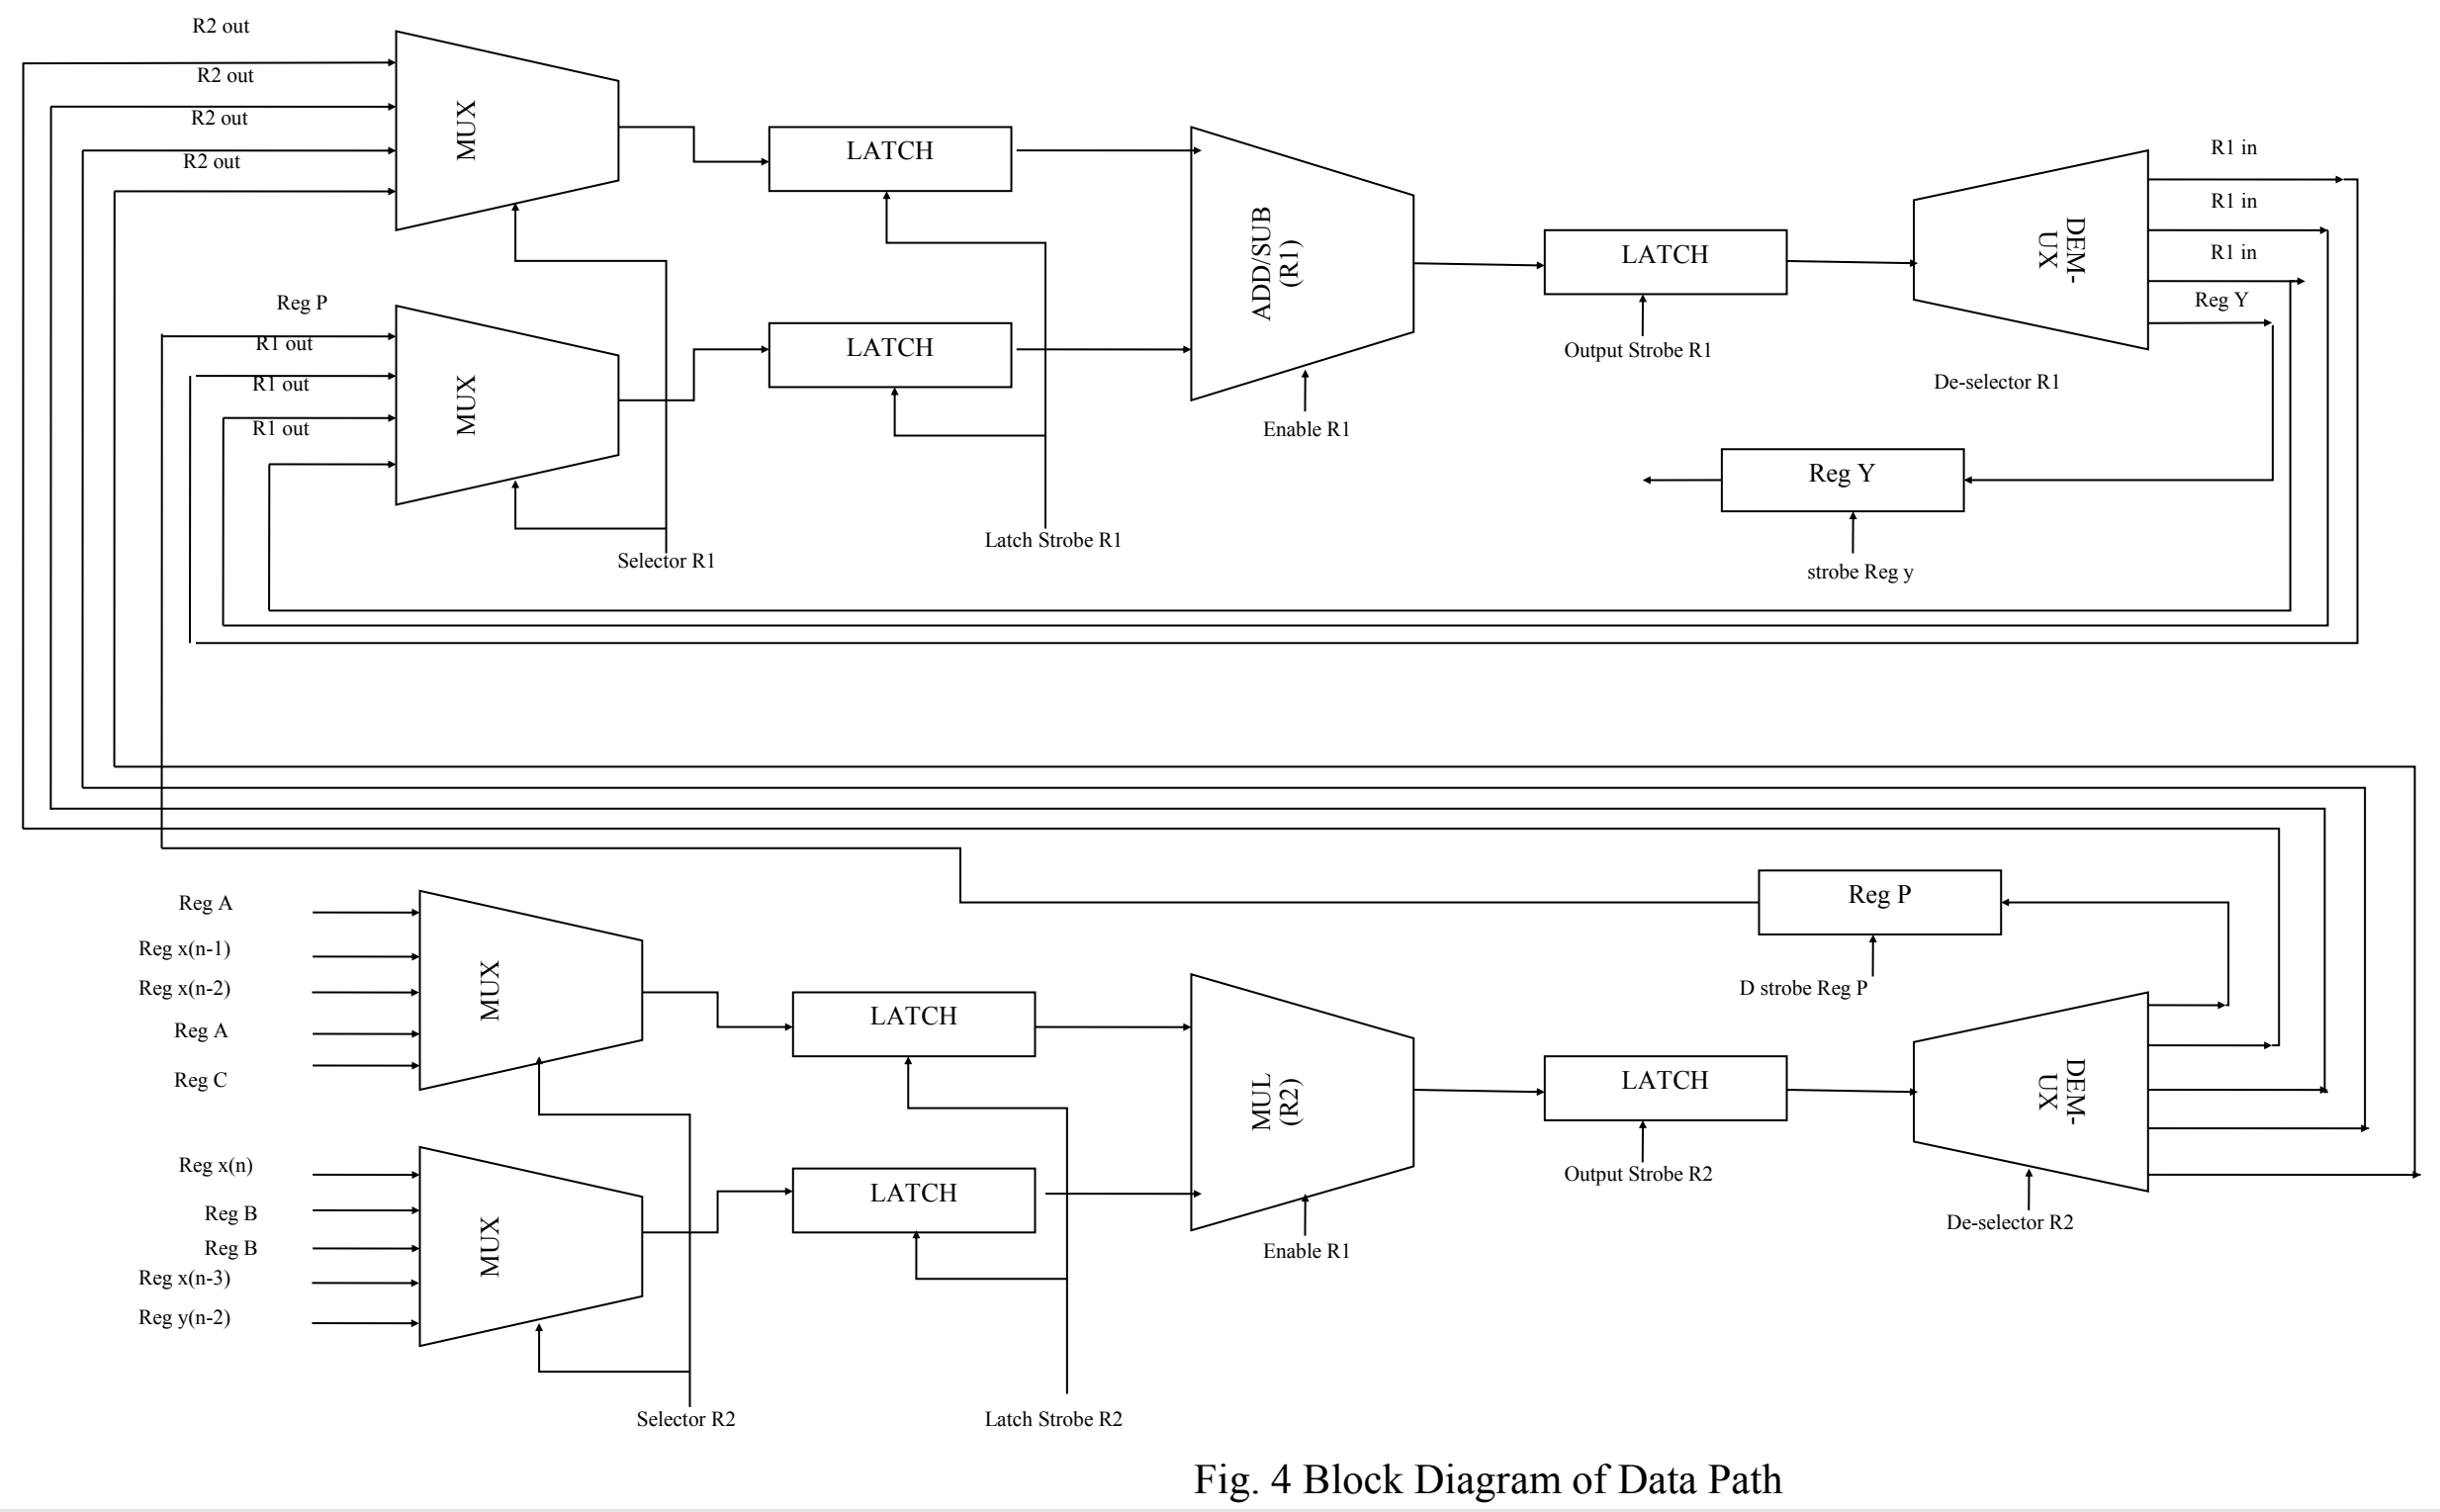 R2 out
R2 out
R2 out
R2 out
MUX
LATCH
ADD/SUB
(R1)
LATCH
Output Strobe R1
DEM-
UX
R1 in
R1 in
R1 in
Reg Y
De-selector R1
Reg P
R1 out
R1 out
R1 out
MUX
LATCH
Enable R1
Selector R1
Latch Strobe R1
Reg Y
strobe Reg y
Reg P
D strobe Reg P
Reg A
Reg x(n-1)
Reg x(n-2)
Reg A
Reg C
MUX
LATCH
MUL
(R2)
LATCH
Output Strobe R2
DEM-
UX
De-selector R2
Reg x(n)
Reg B
Reg B
Reg x(n-3)
Reg y(n-2)
MUX
LATCH
Enable R1
Selector R2
Latch Strobe R2
Fig. 4 Block Diagram of Data Path